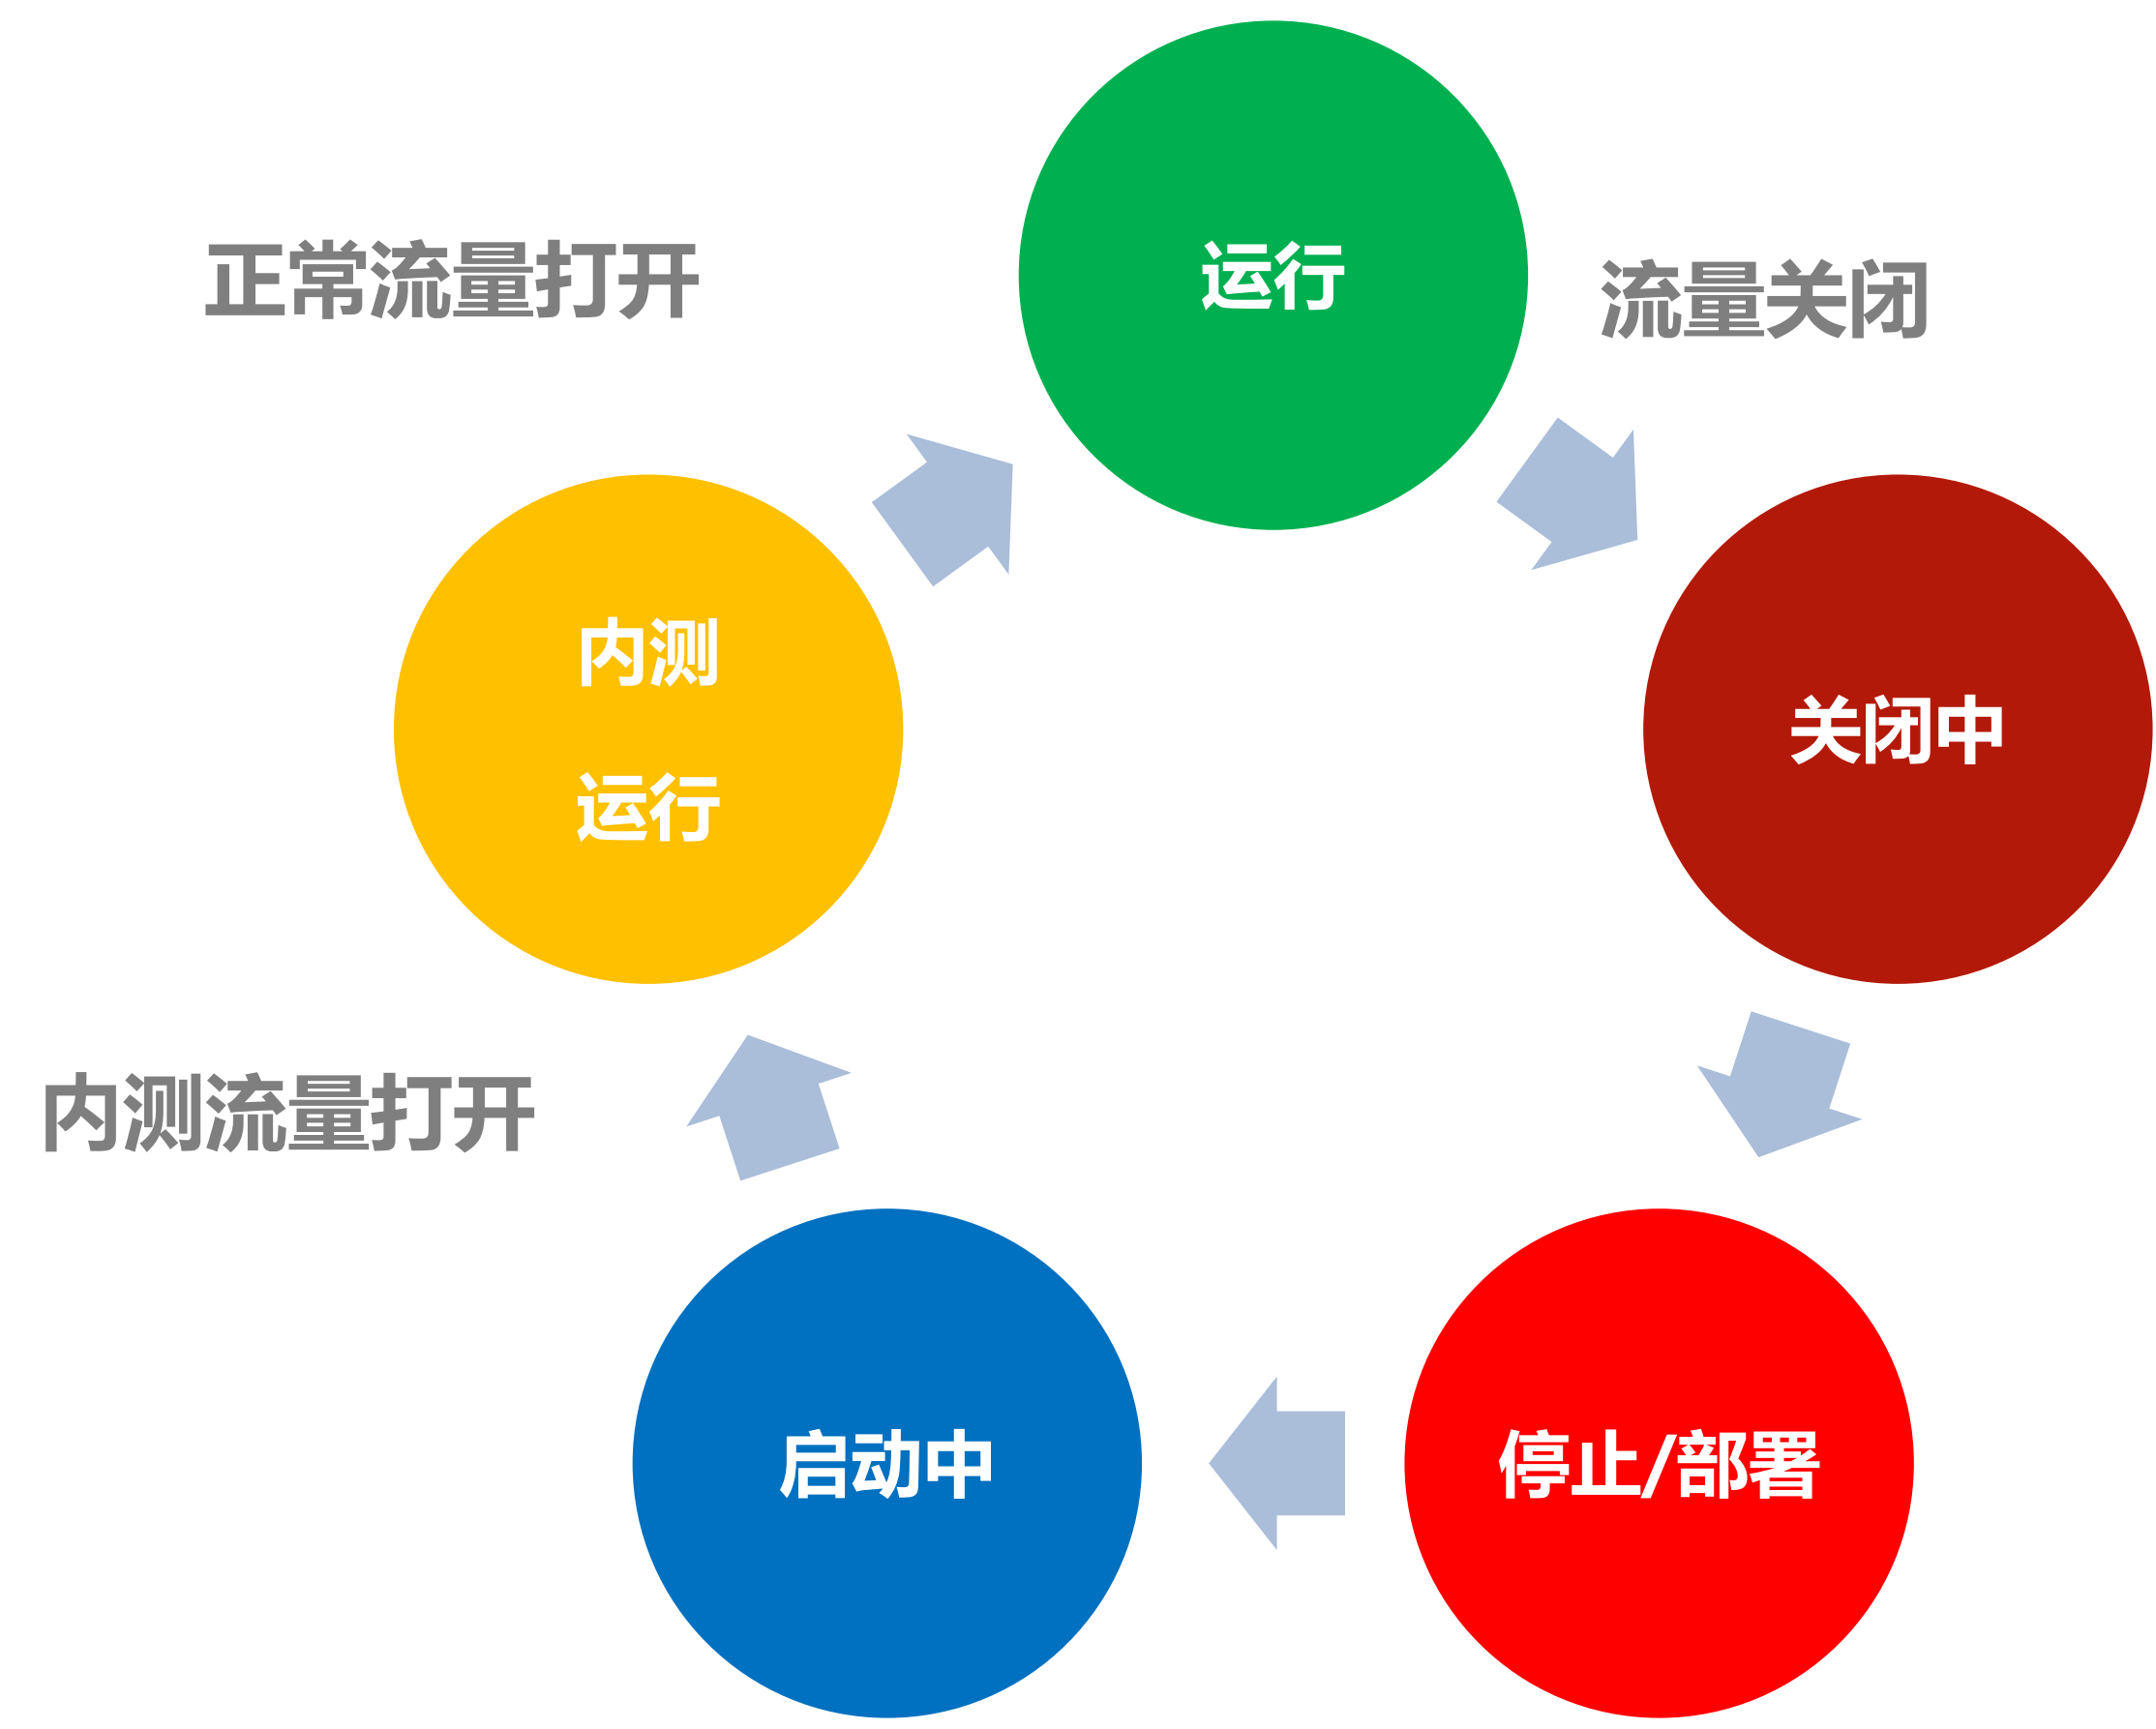 运行
正常流量打开
流量关闭
内测
运行
关闭中
内测流量打开
启动中
停止/部署